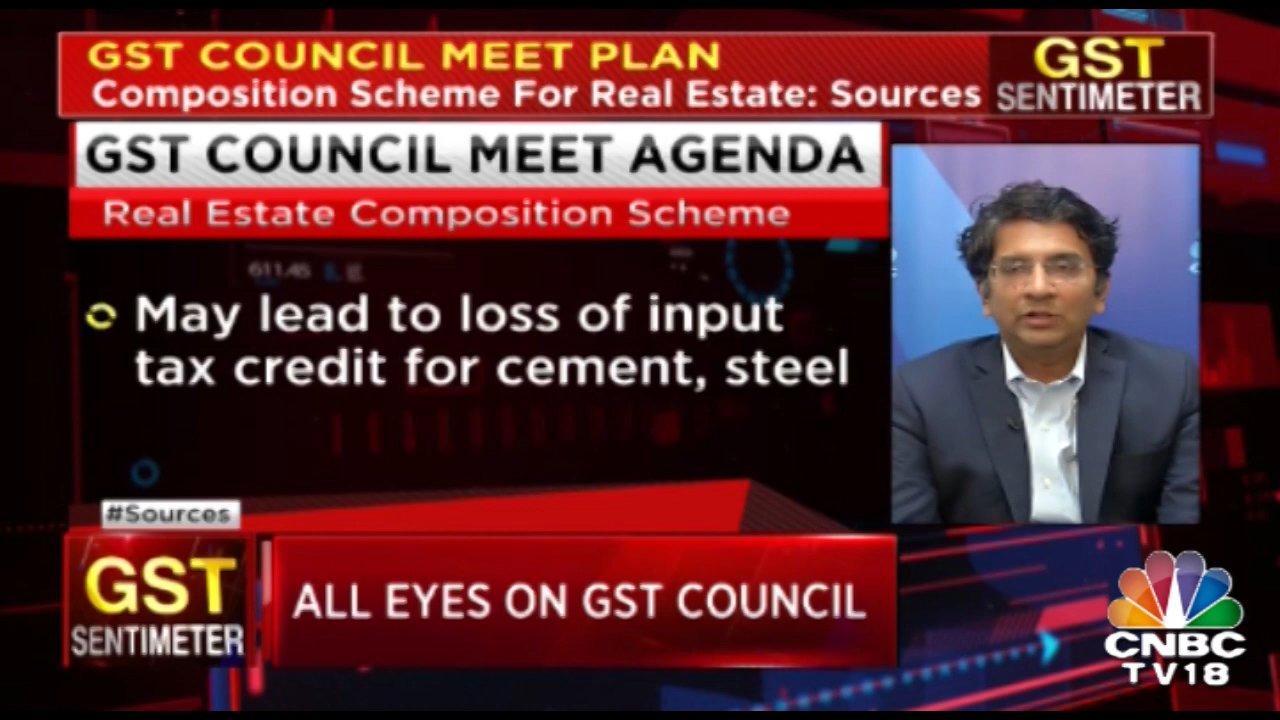 GST COUNCIL MEET PLAN
Composition Scheme For Real Estate: Sources
GST
SENTIMETER
GST COUNCIL MEET AGENDA
Real Estate Composition Scheme
611.45
May lead to loss of input
tax credit for cement, steel
#Sources
GST
SENTIMETER
ALL EYES ON GST COUNCIL
CNBC
TV18